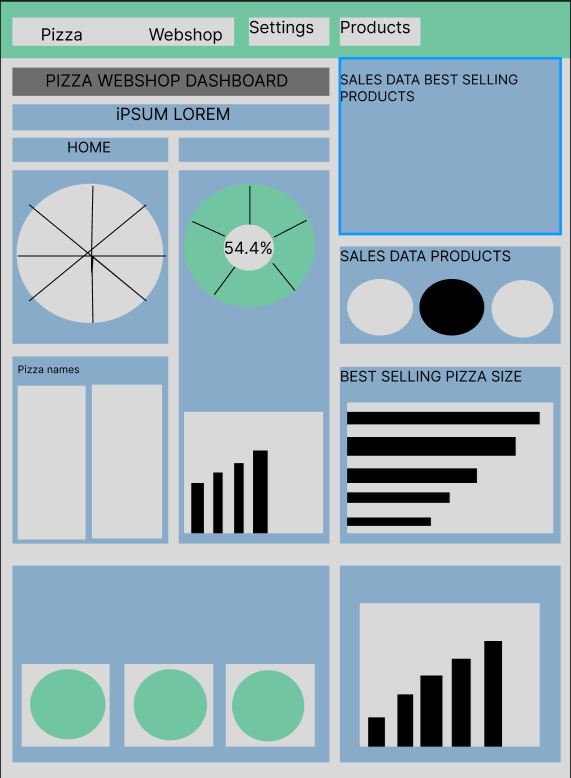 Pizza Webshop Settings Products
PIZZA WEBSHOP DASHBOARD
iPSUM LOREM
HOME
54.4%
Pizza names
SALES DATA BEST SELLING
PRODUCTS
SALES DATA PRODUCTS
BEST SELLING PIZZA SIZE